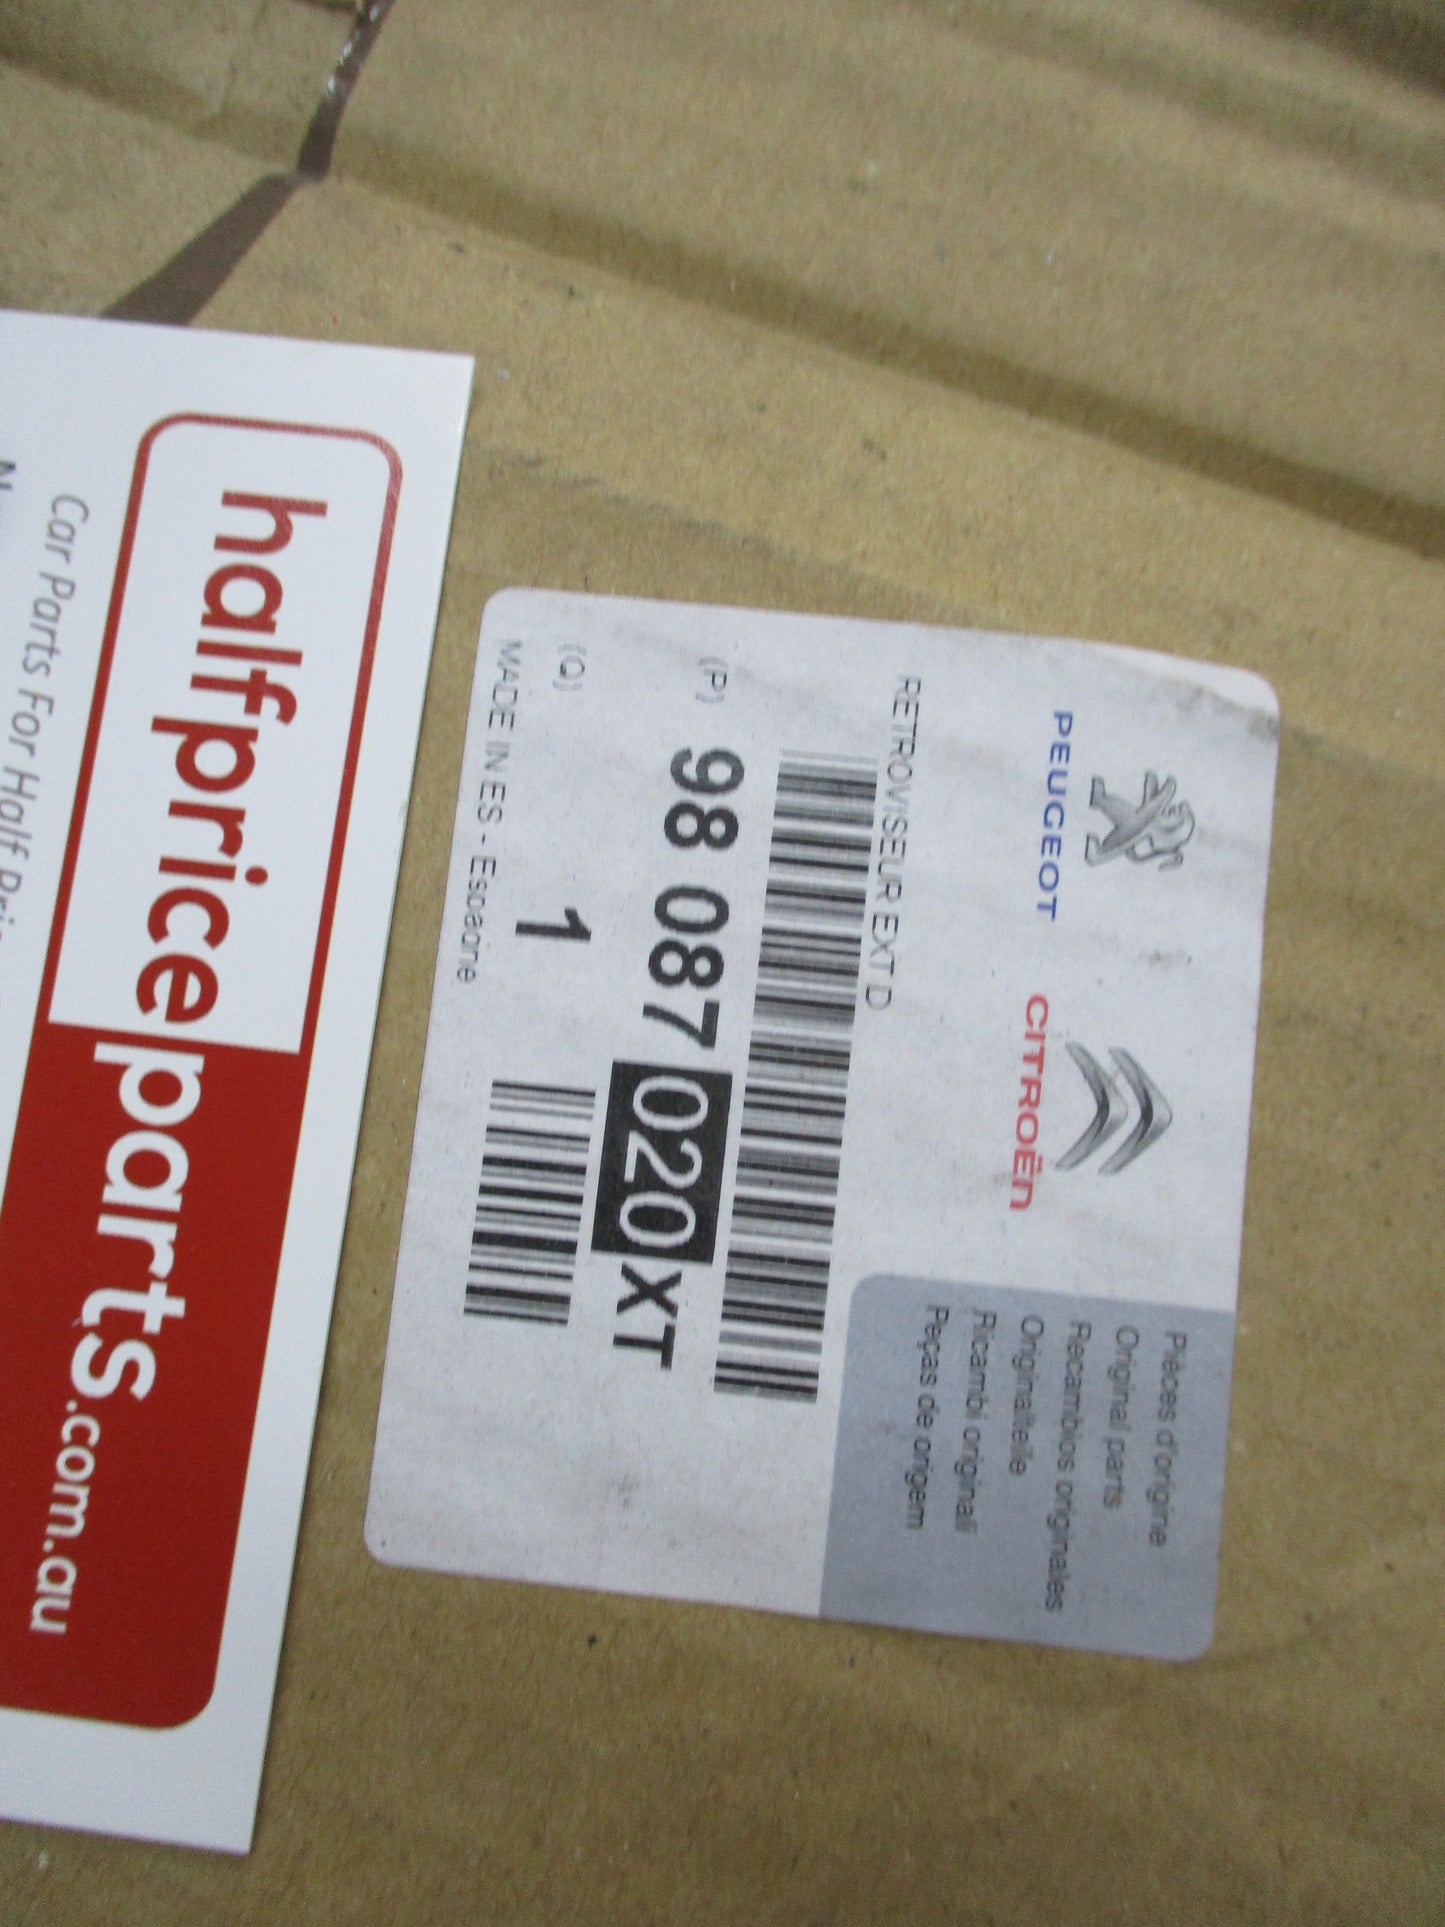 PEUGEOT
CITROËN
Pièces d'origine
Original parts
Recambios originales
Originalteile
Ricambi originali
Peças de origem
RETROVISEUR EXT D
(P) 98 087 020 XT
(Q) 1
MADE IN ES - Espagne
halfpriceparts.com.au
Car Parts For Half